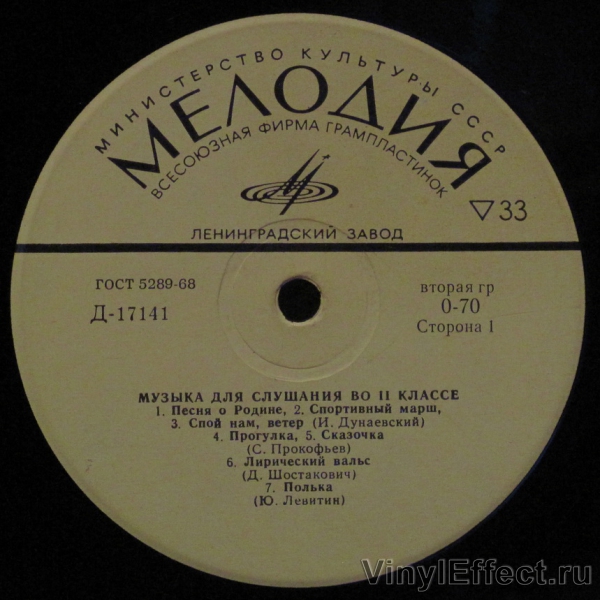 МИНИСТЕРСТВО КУЛЬТУРЫ СССР
МЕЛОДИЯ
ВСЕСОЮЗНАЯ ФИРМА ГРАМПЛАСТИНОК
▽33
ЛЕНИНГРАДСКИЙ ЗАВОД
ГОСТ 5289-68
Д-17141
вторая гр
0-70
Сторона 1
МУЗЫКА ДЛЯ СЛУШАНИЯ ВО II КЛАССЕ
1. Песня о Родине, 2. Спортивный марш,
3. Спой нам, ветер (И. Дунаевский)
4. Прогулка, 5. Сказочка
(С. Прокофьев)
6. Лирический вальс
(Д. Шостакович)
7. Полька
(Ю. Левитин)
VinylEffect.ru